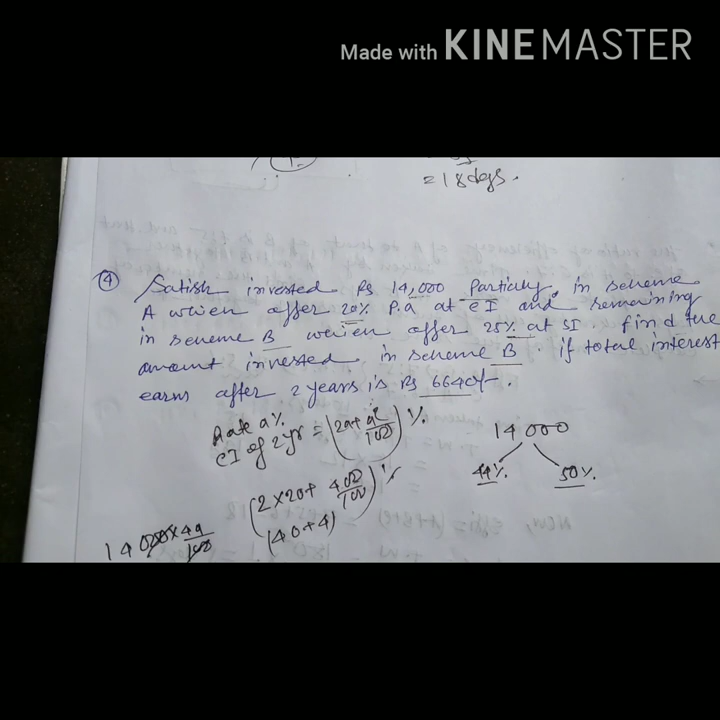 Made with KINEMASTER
= 18 days.
④ Satish invested Rs 14,000 Partially in scheme
A which offer 20% P.a at CI and remaining
in scheme B which offer 25% at SI. find the
amount invested in scheme B. if total interest
earn after 2 years is Rs 6640/-.
Rate a%
CI of 2yr = (2a + a²/100) %
14000
44% 50%
(2×20 + 400/100) %
(40+4)
14000 × 44/100